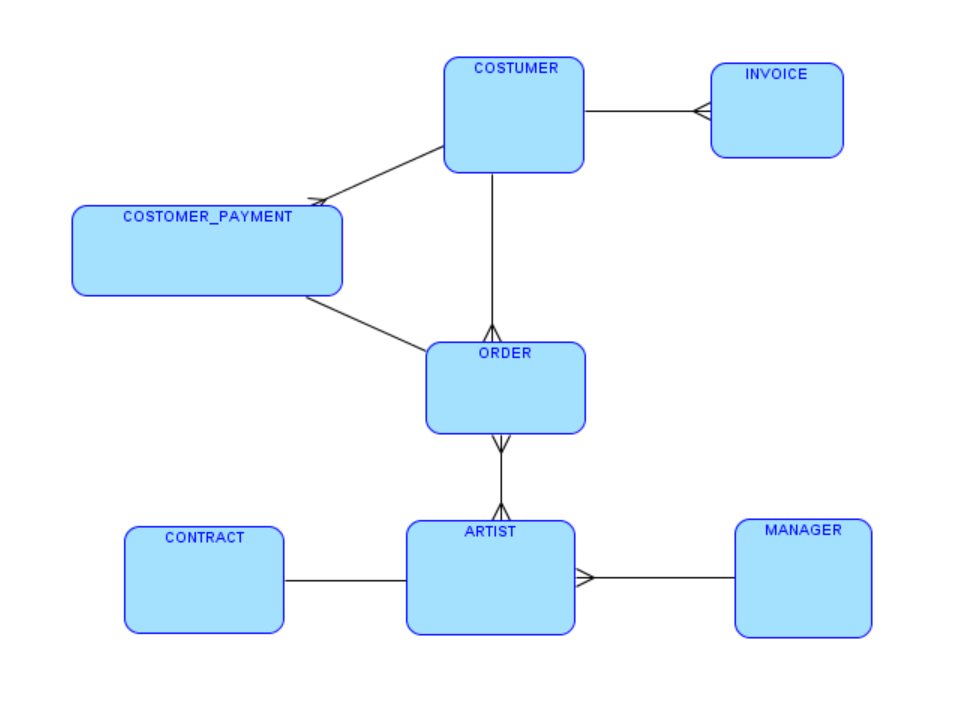 COSTUMER
INVOICE
COSTOMER_PAYMENT
ORDER
CONTRACT
ARTIST
MANAGER